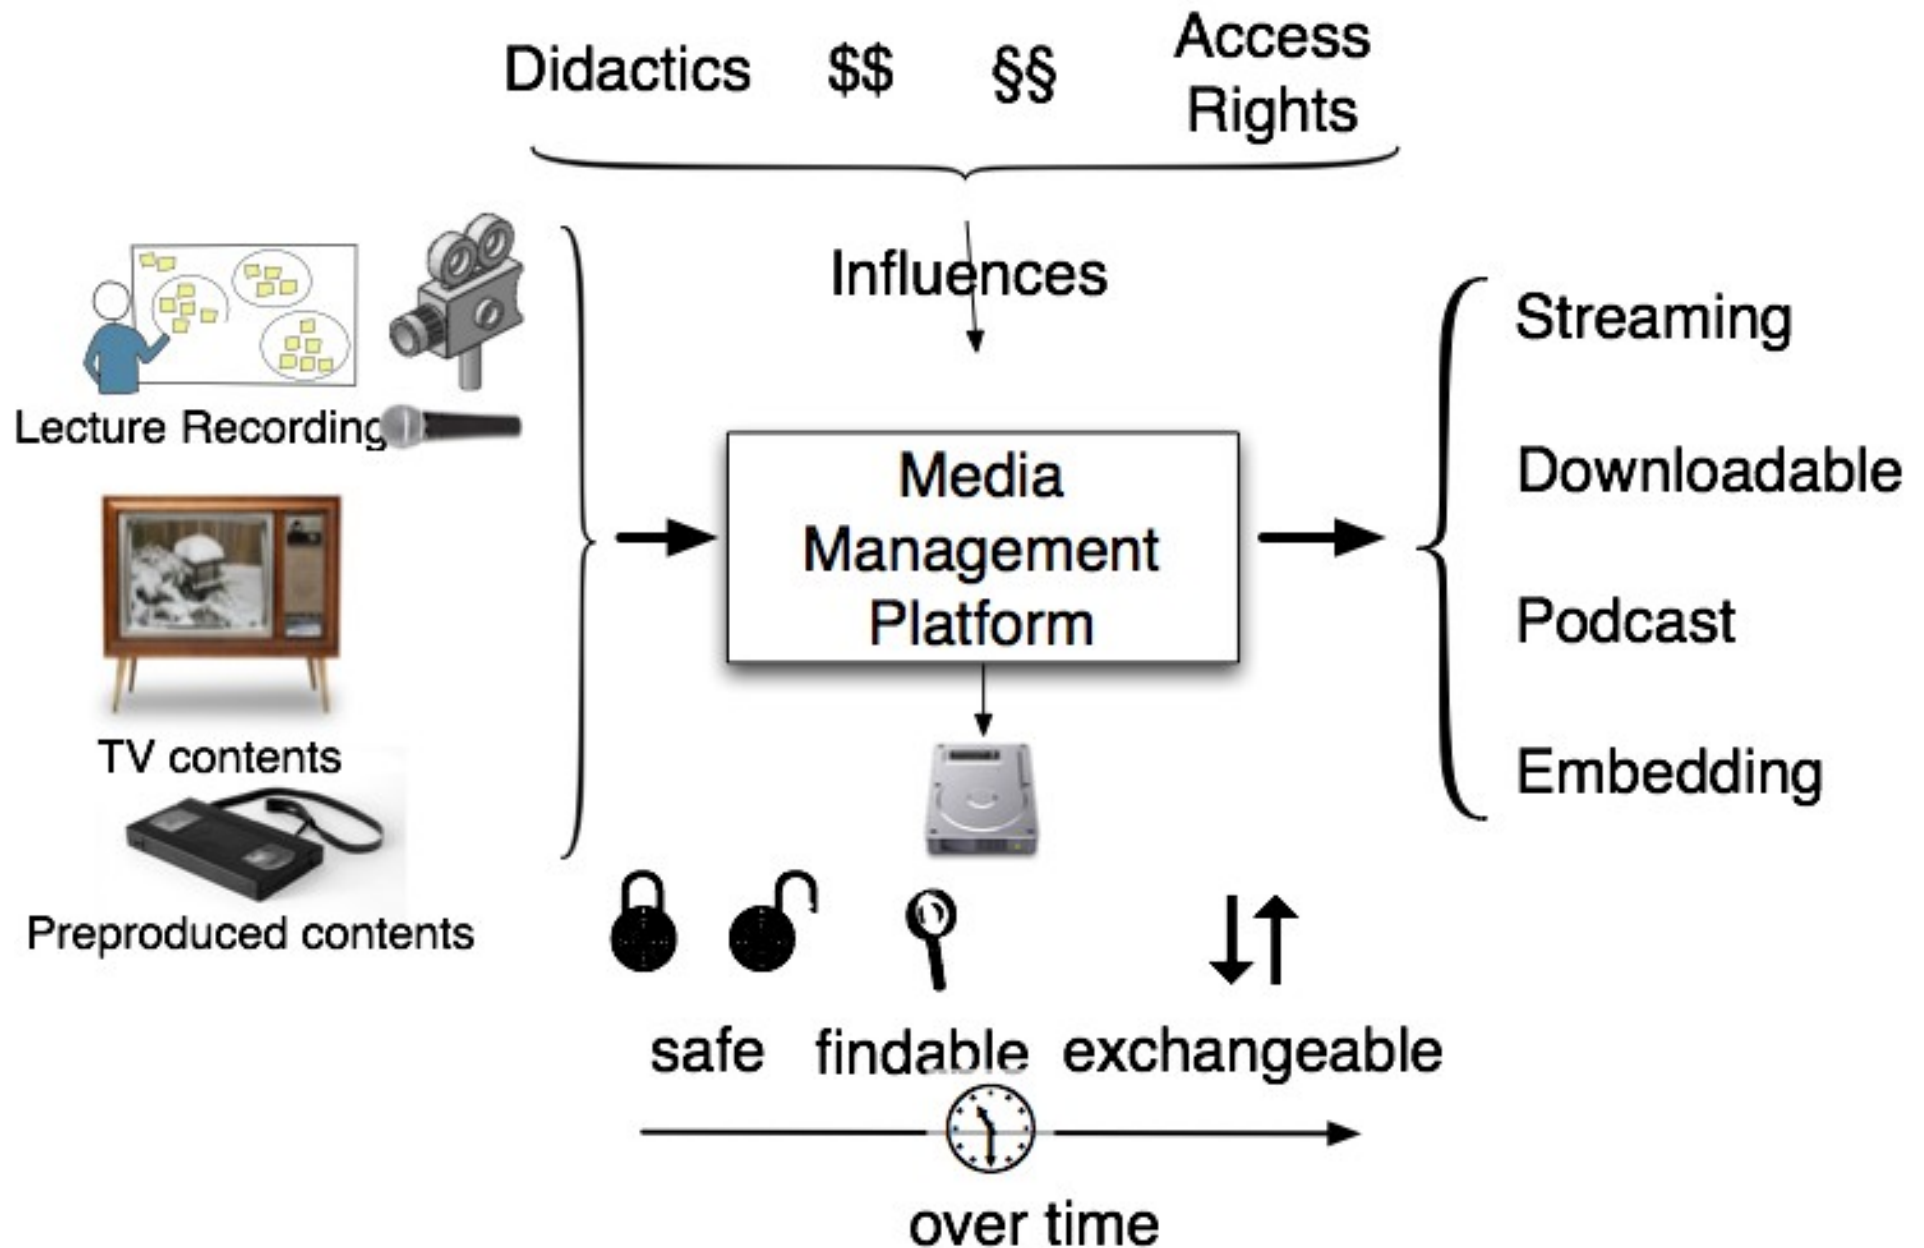 Didactics $$ §§ Access
Rights
Influences
Lecture Recording
Streaming
Media
Management
Platform
Downloadable
Podcast
TV contents
Embedding
Preproduced contents
safe findable exchangeable
over time